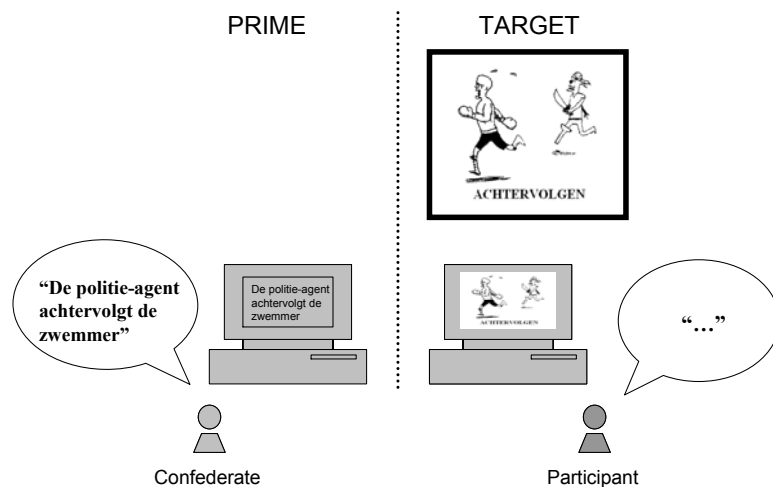 PRIME
TARGET
ACHTERVOLGEN
“De politie-agent
achtervolgt de
zwemmer”
De politie-agent
achtervolgt de
zwemmer
ACHTERVOLGEN
“...”
Confederate
Participant